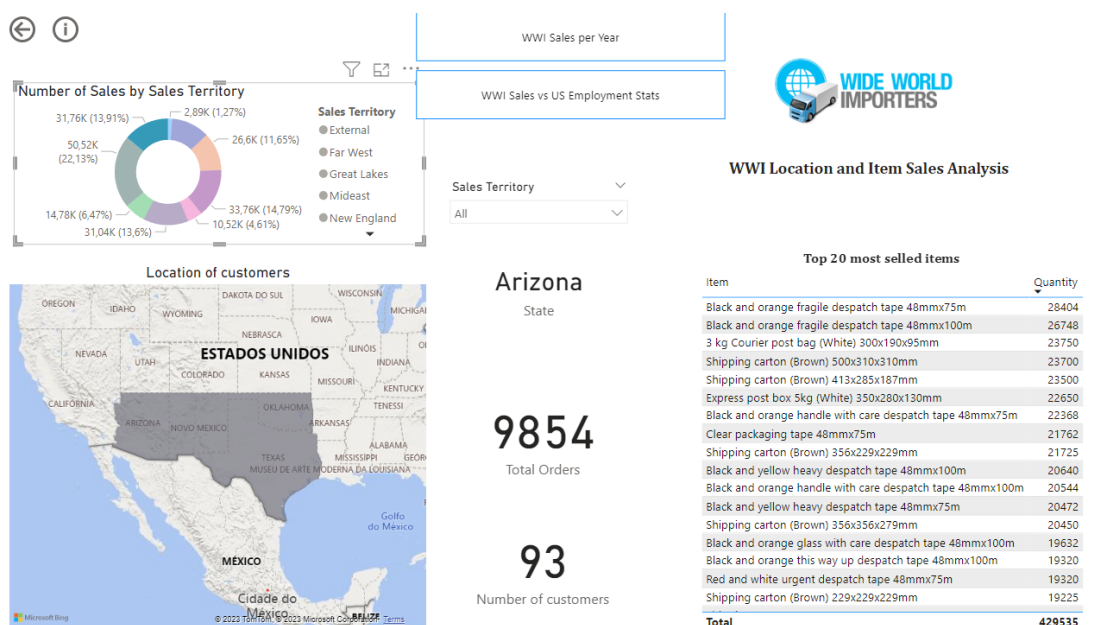 WWI Sales per Year
WWI Sales vs US Employment Stats
WIDE WORLD
IMPORTERS
WWI Location and Item Sales Analysis
Number of Sales by Sales Territory
31,76K (13,91%)
2,89K (1,27%)
26,6K (11,65%)
50,52K
(22,13%)
14,78K (6,47%)
33,76K (14,79%)
10,52K (4,61%)
31,04K (13,6%)
Sales Territory
External
Far West
Great Lakes
Mideast
New England
Sales Territory
All
Location of customers
OREGON
IDAHO
WYOMING
DAKOTA DO SUL
WISCONSIN
MICHIGA
IOWA
NEBRASCA
NEVADA
UTAH
ESTADOS UNIDOS
ILINÓIS
INDIANA
COLORADO
KANSAS
MISSOURI
KENTUCKY
CALIFÓRNIA
OKLAHOMA
TENESSI
ARIZONA
NOVO MEXICO
ARKANSAS
ALABAMA
TEXAS
MISSISSIPPI
GEÓR
MUSEU DE ARTE MODERNA DA LOUISIANA
Golfo
do México
MÉXICO
Cidade do
México
BELIZE
Microsoft Bing
© 2023 TomTom, © 2023 Microsoft Corporation
Terms
Arizona
State
9854
Total Orders
93
Number of customers
Top 20 most selled items
Item Quantity
Black and orange fragile despatch tape 48mmx75m 28404
Black and orange fragile despatch tape 48mmx100m 26748
3 kg Courier post bag (White) 300x190x95mm 23750
Shipping carton (Brown) 500x310x310mm 23700
Shipping carton (Brown) 413x285x187mm 23500
Express post box 5kg (White) 350x280x130mm 22650
Black and orange handle with care despatch tape 48mmx75m 22368
Clear packaging tape 48mmx75m 21762
Shipping carton (Brown) 356x229x229mm 21725
Black and yellow heavy despatch tape 48mmx100m 20640
Black and orange handle with care despatch tape 48mmx100m 20544
Black and yellow heavy despatch tape 48mmx75m 20472
Shipping carton (Brown) 356x356x279mm 20450
Black and orange glass with care despatch tape 48mmx100m 19632
Black and orange this way up despatch tape 48mmx100m 19320
Red and white urgent despatch tape 48mmx75m 19320
Shipping carton (Brown) 229x229x229mm 19225
Total 429535